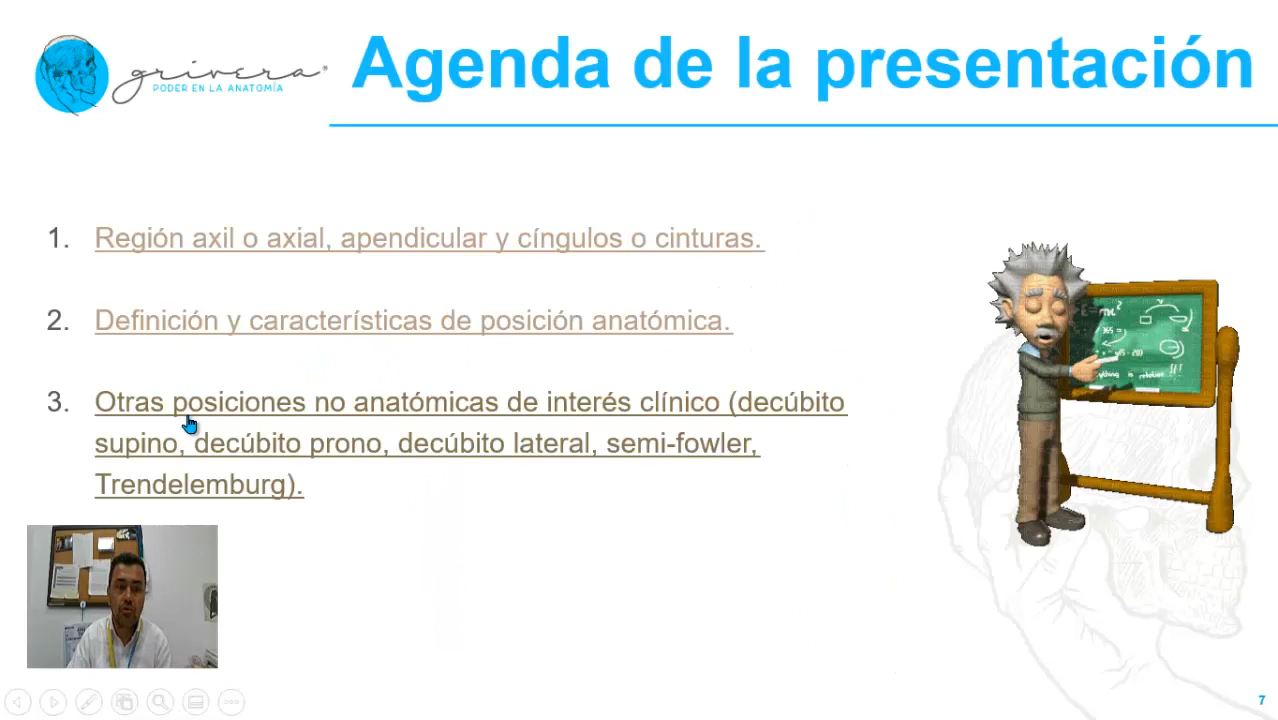 grivera®
PODER EN LA ANATOMÍA
Agenda de la presentación
1. Región axil o axial, apendicular y cíngulos o cinturas.
2. Definición y características de posición anatómica.
3. Otras posiciones no anatómicas de interés clínico (decúbito
supino, decúbito prono, decúbito lateral, semi-fowler,
Trendelemburg).
E=mc²
7